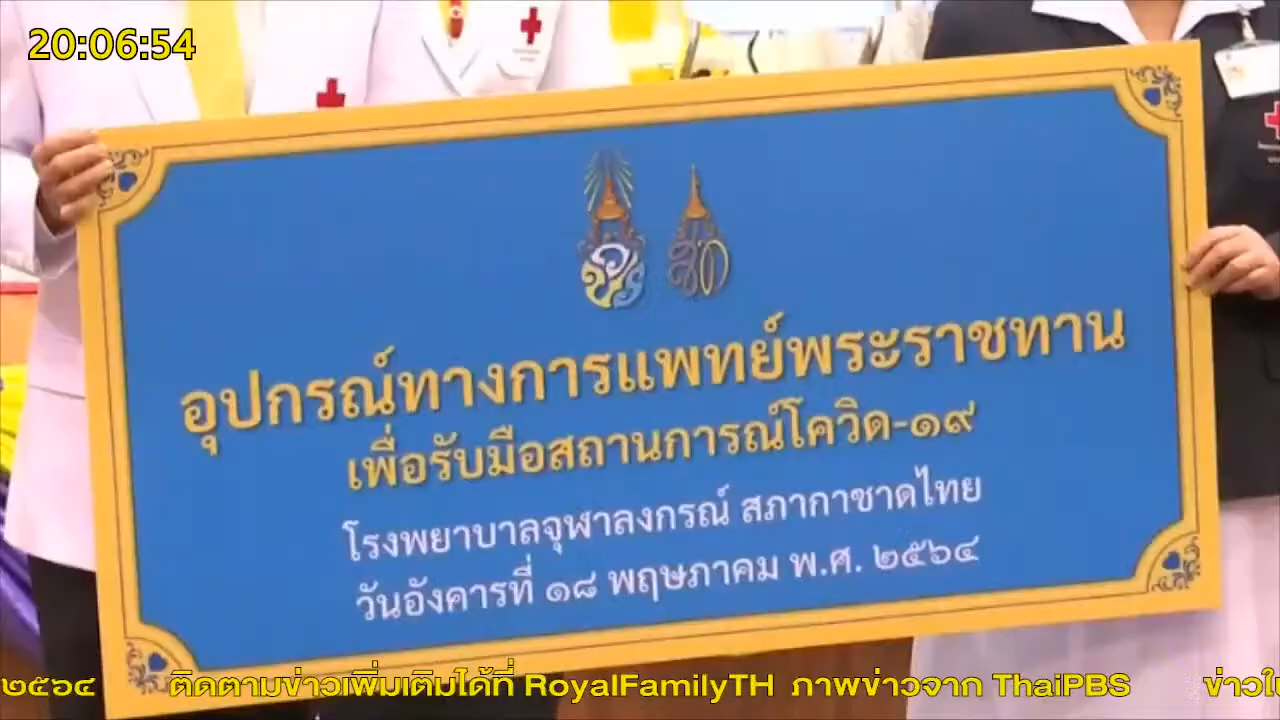 20:06:54
อุปกรณ์ทางการแพทย์พระราชทาน
เพื่อรับมือสถานการณ์โควิด-๑๙
โรงพยาบาลจุฬาลงกรณ์ สภากาชาดไทย
วันอังคารที่ ๑๘ พฤษภาคม พ.ศ. ๒๕๖๔
๒๕๖๔ ติดตามข่าวเพิ่มเติมได้ที่ RoyalFamilyTH ภาพข่าวจาก ThaiPBS